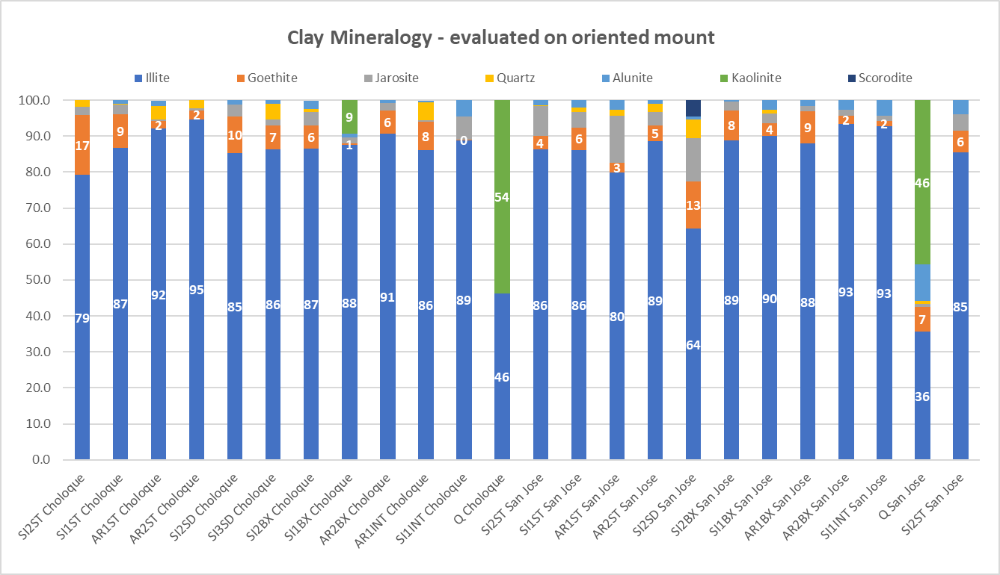 Clay Mineralogy - evaluated on oriented mount
Illite Goethite Jarosite Quartz Alunite Kaolinite Scorodite
100.0
90.0
80.0
70.0
60.0
50.0
40.0
30.0
20.0
10.0
0.0
79 87 92 95 85 86 87 88 91 86 89 46 86 86 80 89 64 89 90 88 93 93 36 85
17 9 2 2 10 7 6 1 6 8 0 4 6 3 5 13 8 4 9 2 2 7 6
9 54 46
SI2ST Choloque
SI1ST Choloque
AR1ST Choloque
AR2ST Choloque
SI2SD Choloque
SI3SD Choloque
SI2BX Choloque
SI1BX Choloque
AR2BX Choloque
AR1INT Choloque
SI1INT Choloque
Q Choloque
SI2ST San Jose
SI1ST San Jose
AR1ST San Jose
AR2ST San Jose
SI2SD San Jose
SI2BX San Jose
SI1BX San Jose
AR1BX San Jose
AR2BX San Jose
SI1INT San Jose
Q San Jose
SI2ST San Jose